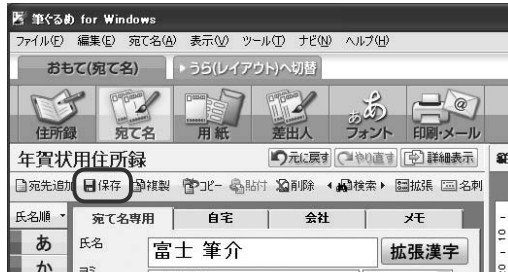 筆ぐるめ for Windows
ファイル(F) 編集(E) 宛て名(A) 表示(V) ツール(T) ナビ(N) ヘルプ(H)
おもて(宛て名) うら(レイアウト)へ切替
住所録 宛て名 用紙 差出人 フォント 印刷・メール
年賀状用住所録 元に戻す やり直す 詳細表示
宛先追加 保存 複製 コピー 貼付 削除 検索 拡張 名刺
氏名順 宛て名専用 自宅 会社 メモ
あ 氏名 富士 筆介 拡張漢字
か ヨミ